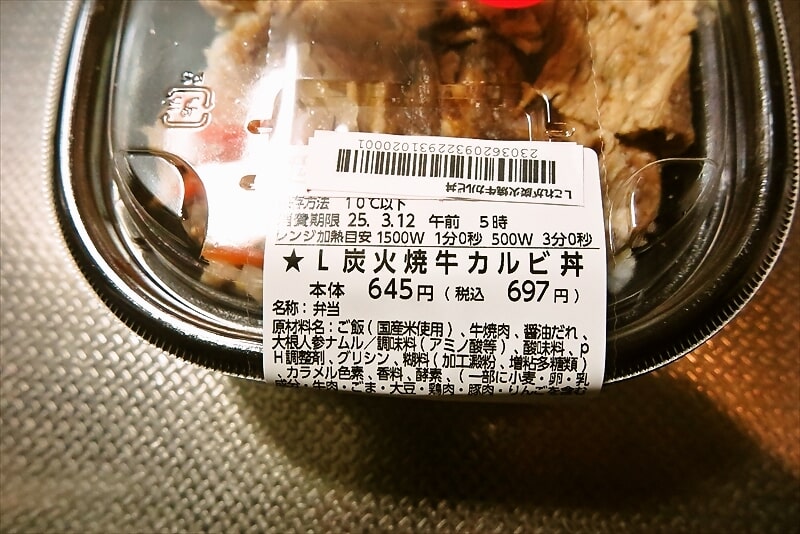 2303620932293102 0001
Lこれが炭火焼牛カルビ丼
存方法 10℃以下
消費期限 25. 3.12 午前 5時
レンジ加熱目安 1500W 1分0秒 500W 3分0秒
★L炭火焼牛カルビ丼
本体 645円(税込 697円)
名称:弁当
原材料名:ご飯(国産米使用)、牛焼肉、醤油だれ、
大根人参ナムル/調味料(アミノ酸等)、酸味料、p
H調整剤、グリシン、糊料(加工澱粉、増粘多糖類)
、カラメル色素、香料、酵素、(一部に小麦・卵・乳
成分・牛肉・ごま・大豆・鶏肉・豚肉・りんごを含む